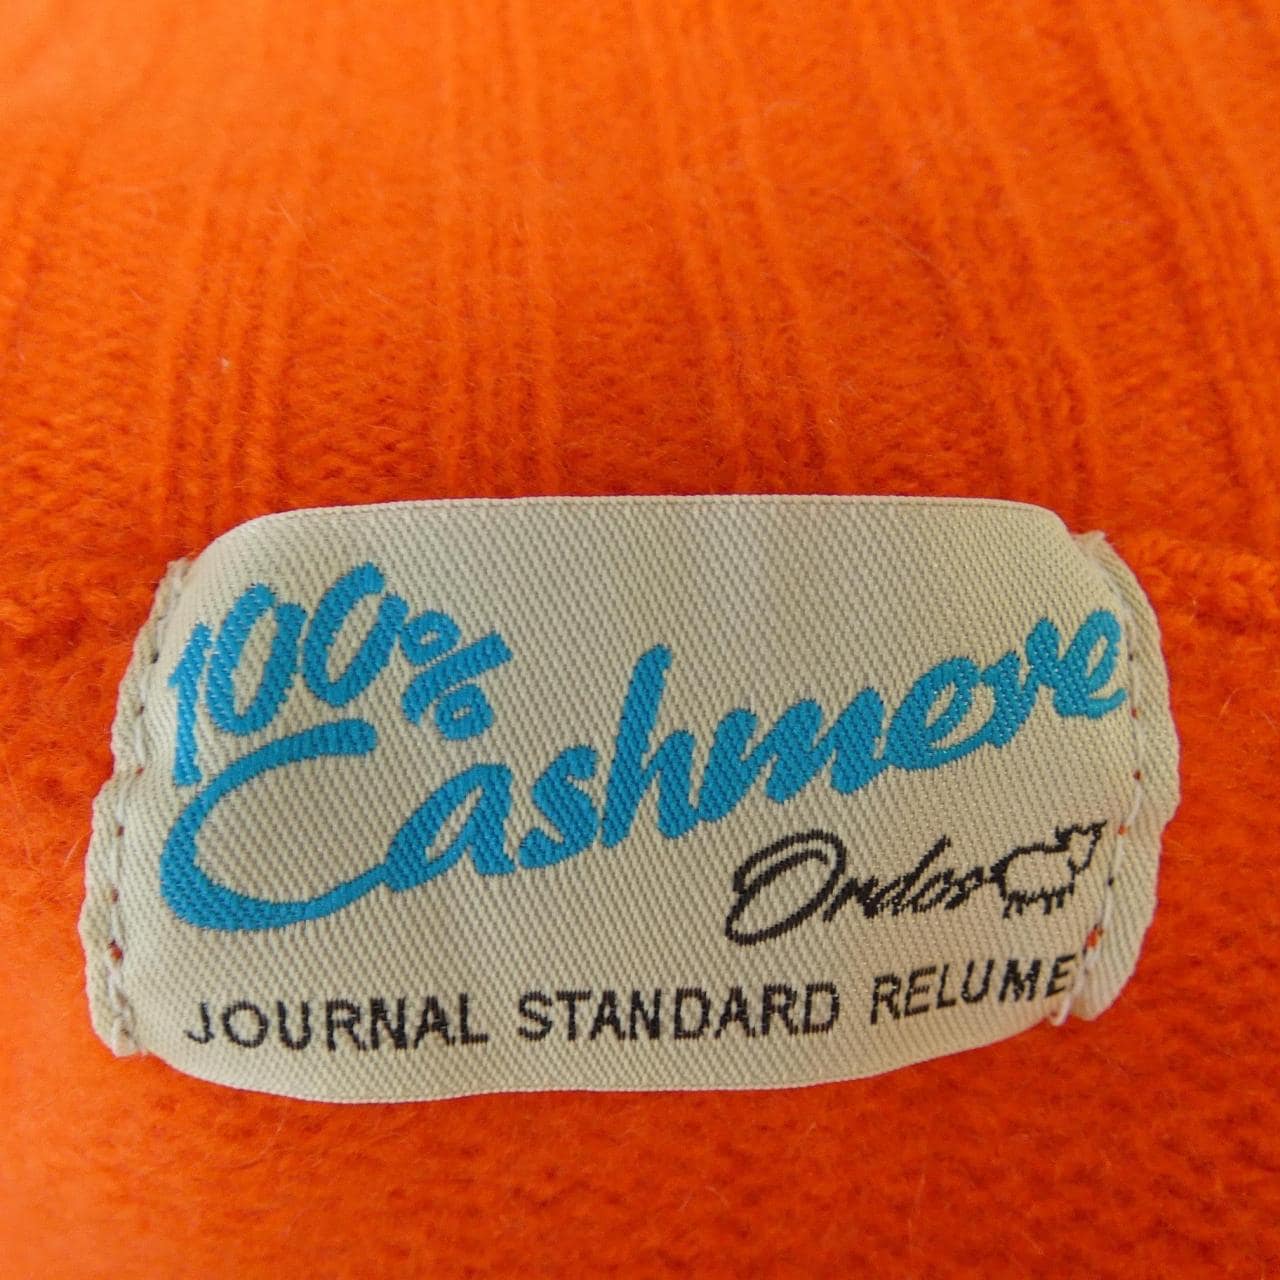 100%
Cashmere
Ordos
JOURNAL STANDARD RELUME